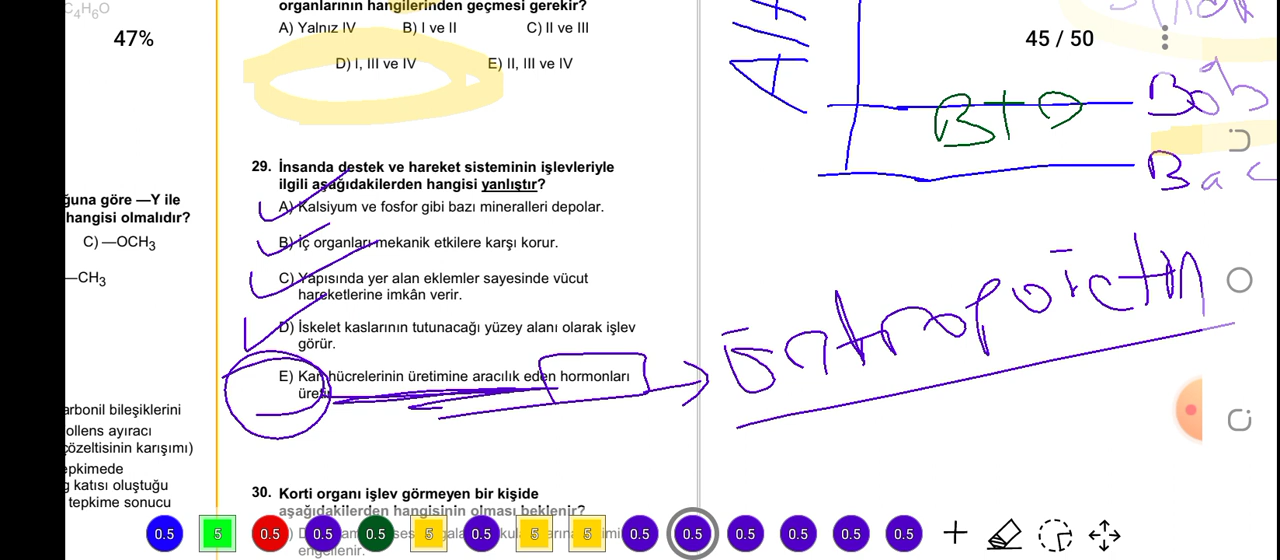 C₄H₆O
47%
45 / 50
organlarının hangilerinden geçmesi gerekir?
A) Yalnız IV B) I ve II C) II ve III
D) I, III ve IV E) II, III ve IV
B+D
29. İnsanda destek ve hareket sisteminin işlevleriyle
ilgili aşağıdakilerden hangisi yanlıştır?
A) Kalsiyum ve fosfor gibi bazı mineralleri depolar.
B) İç organları mekanik etkilere karşı korur.
C) Yapısında yer alan eklemler sayesinde vücut
hareketlerine imkân verir.
D) İskelet kaslarının tutunacağı yüzey alanı olarak işlev
görür.
E) Kan hücrelerinin üretimine aracılık eden hormonları
üretir.
ğuna göre —Y ile
hangisi olmalıdır?
C) —OCH₃
—CH₃
arbonil bileşiklerini
ollens ayıracı
çözeltisinin karışımı)
epkimede
ş katısı oluştuğu
tepkime sonucu
30. Korti organı işlev görmeyen bir kişide
aşağıdakilerden hangisinin olması beklenir?
engellenir.
0.5 5 0.5 0.5 0.5 5 0.5 5 5 0.5 0.5 0.5 0.5 0.5 0.5